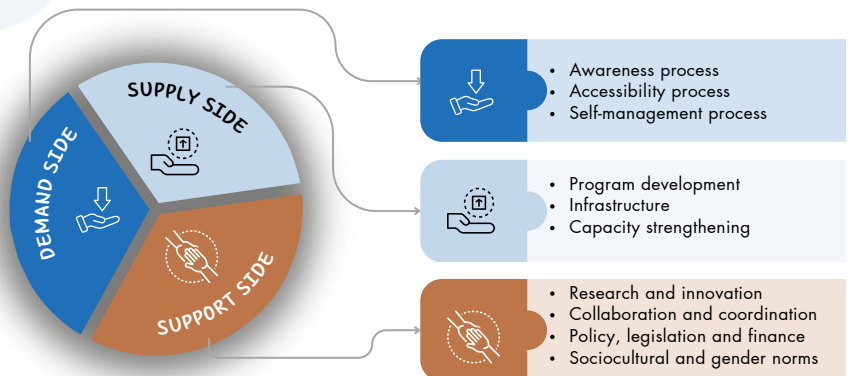 SUPPLY SIDE
DEMAND SIDE
SUPPORT SIDE
• Awareness process
• Accessibility process
• Self-management process
• Program development
• Infrastructure
• Capacity strengthening
• Research and innovation
• Collaboration and coordination
• Policy, legislation and finance
• Sociocultural and gender norms